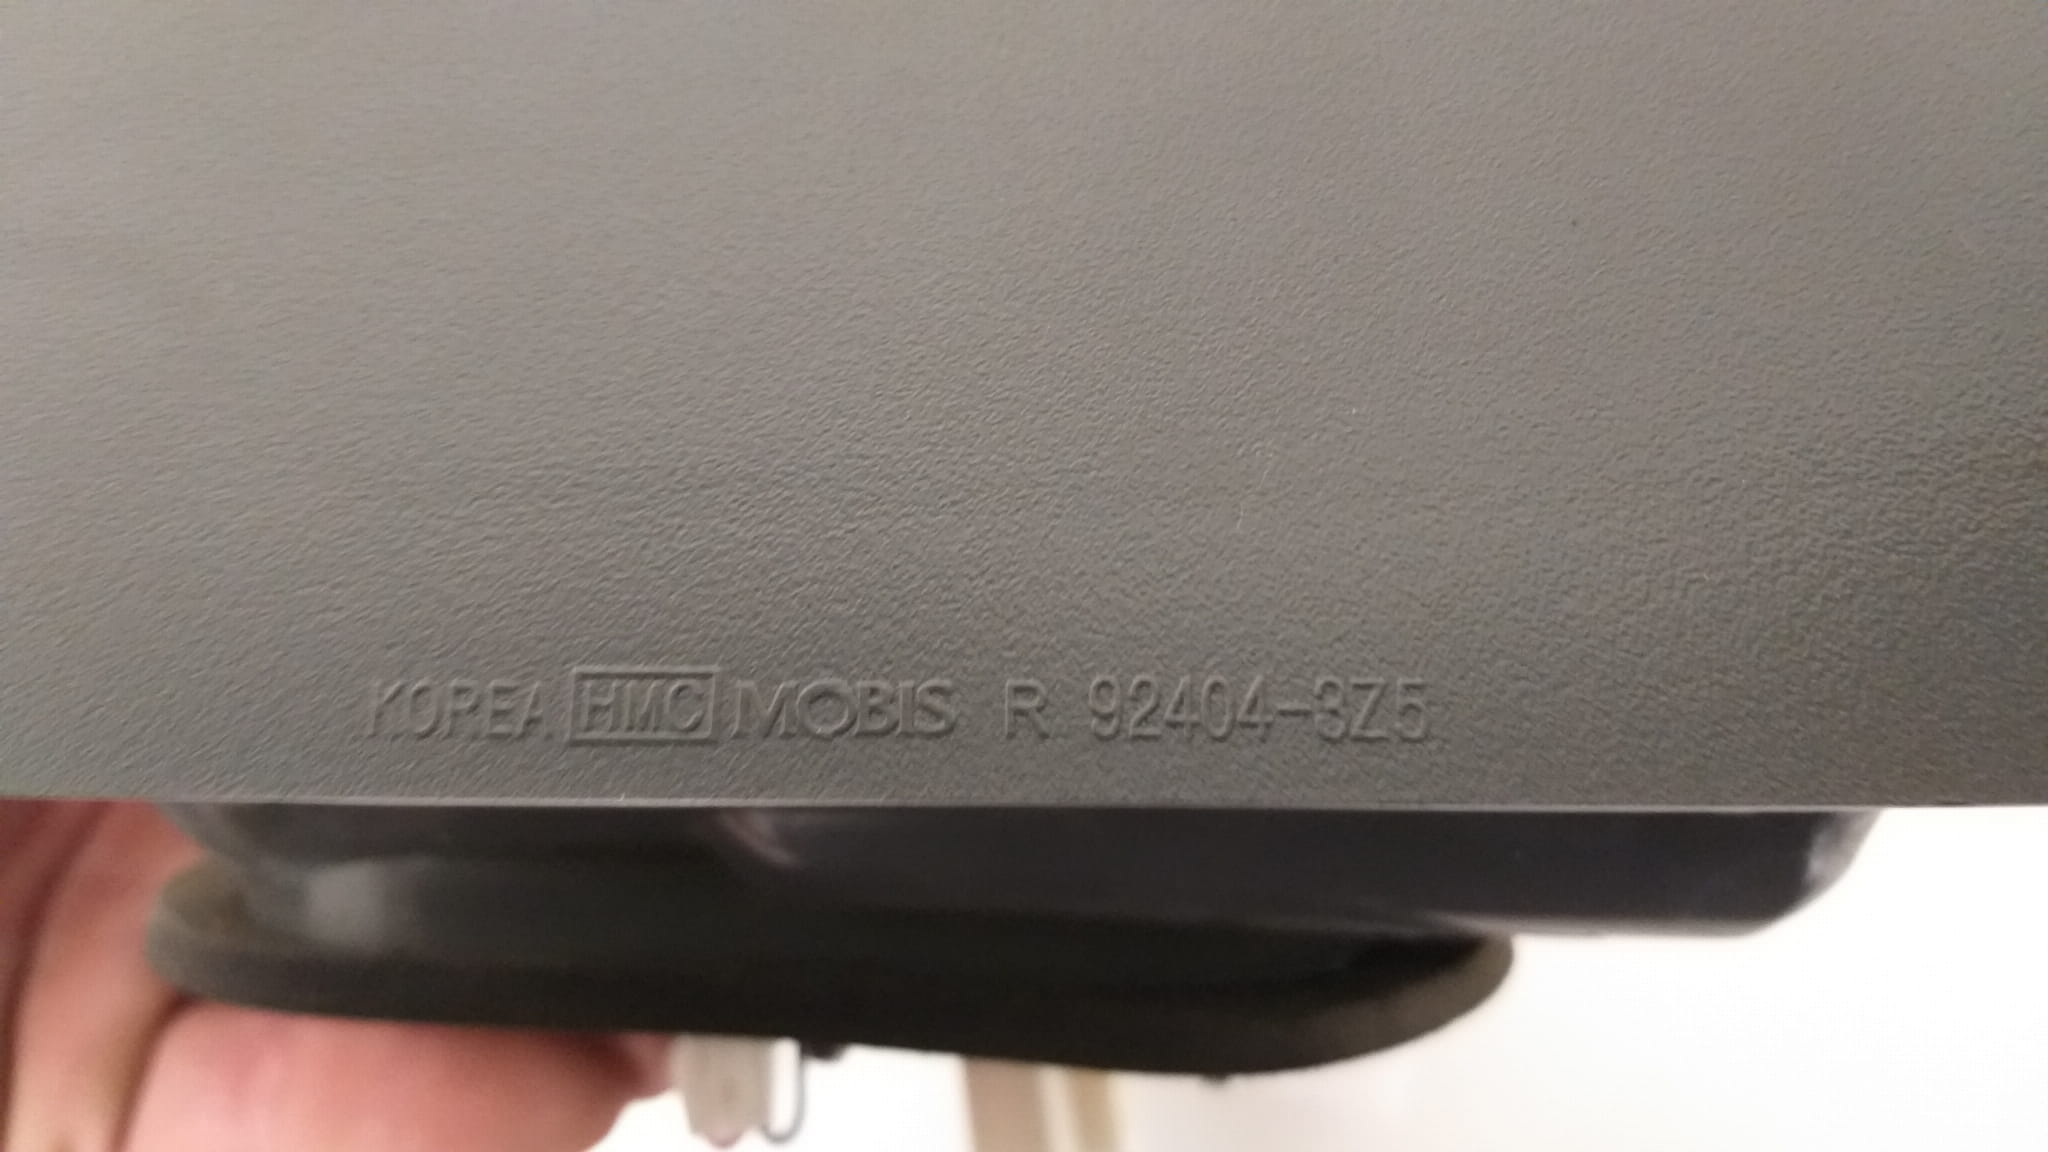 KOREA HMC MOBIS R 92404-3Z5